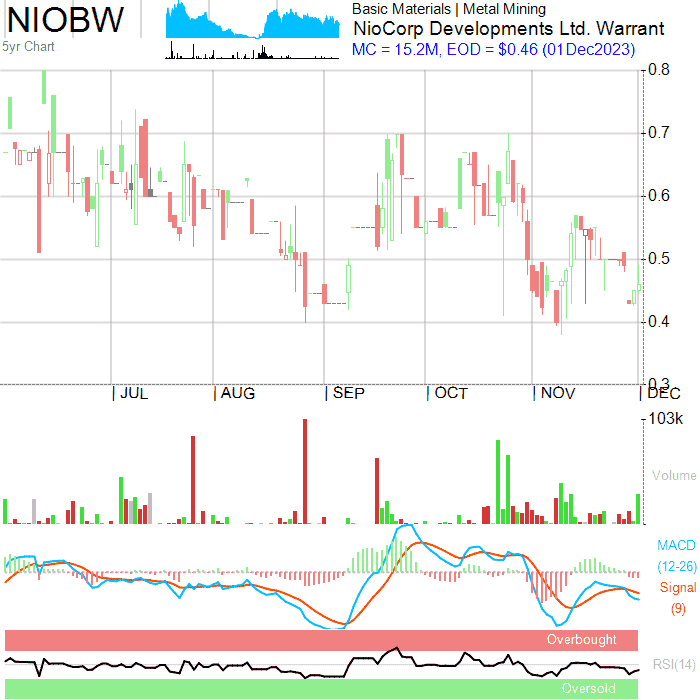 NIOBW
5yr Chart
Basic Materials | Metal Mining
NioCorp Developments Ltd. Warrant
MC = 15.2M, EOD = $0.46 (01Dec2023)
0.8
0.7
0.6
0.5
0.4
0.3
JUL AUG SEP OCT NOV DEC
103k
Volume
MACD
(12-26)
Signal
(9)
Overbought
RSI(14)
Oversold